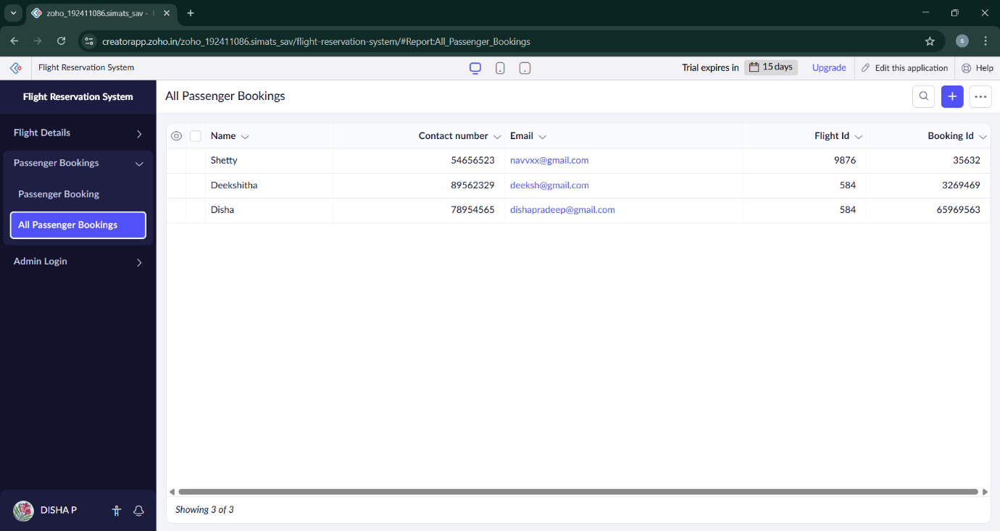 zoho_192411086.simats_sav -
creatorapp.zoho.in/zoho_192411086.simats_sav/flight-reservation-system/#Report:All_Passenger_Bookings
S
Flight Reservation System
Trial expires in 15 days Upgrade Edit this application Help
Flight Reservation System
Flight Details
Passenger Bookings
Passenger Booking
All Passenger Bookings
Admin Login
DISHA P
All Passenger Bookings
Name Contact number Email Flight Id Booking Id
Shetty 54656523 navvxx@gmail.com 9876 35632
Deekshitha 89562329 deeksh@gmail.com 584 3269469
Disha 78954565 dishapradeep@gmail.com 584 65969563
Showing 3 of 3